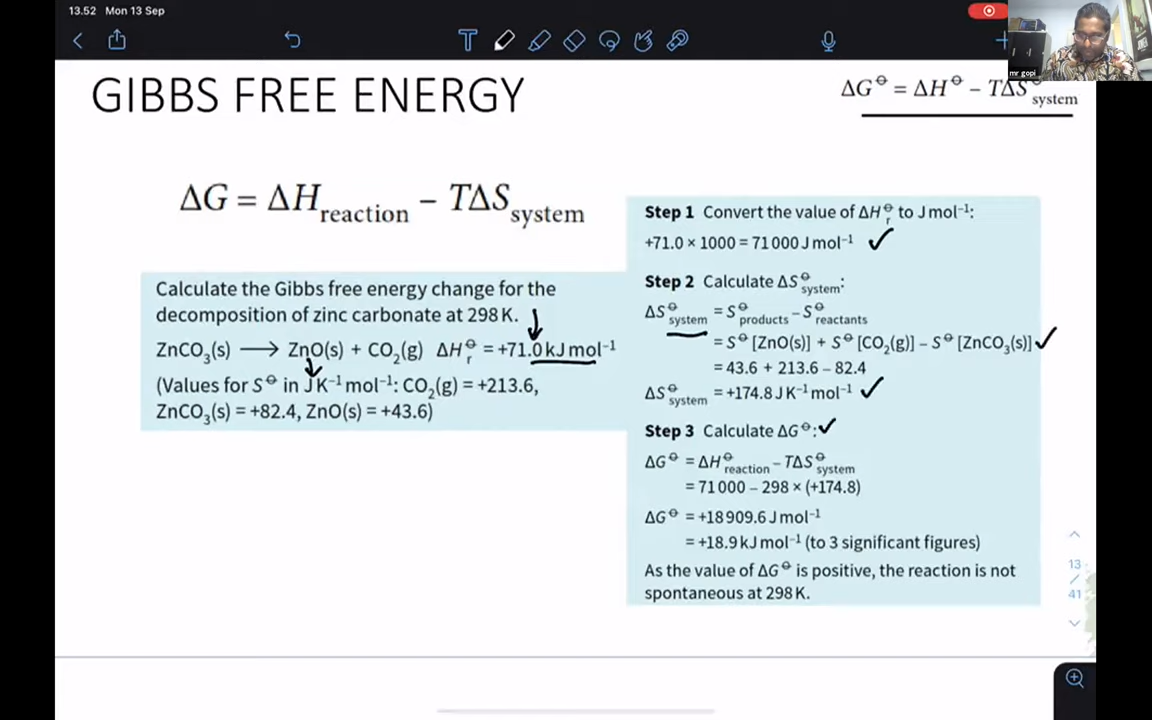 13.52 Mon 13 Sep
mr gopi
GIBBS FREE ENERGY
ΔG⦵ = ΔH⦵ – TΔS⦵system
ΔG = ΔHreaction – TΔSsystem
Calculate the Gibbs free energy change for the
decomposition of zinc carbonate at 298 K.
ZnCO₃(s) ⟶ ZnO(s) + CO₂(g) ΔH⦵r = +71.0 kJ mol⁻¹
(Values for S⦵ in J K⁻¹ mol⁻¹: CO₂(g) = +213.6,
ZnCO₃(s) = +82.4, ZnO(s) = +43.6)
Step 1 Convert the value of ΔH⦵r to J mol⁻¹:
+71.0 × 1000 = 71 000 J mol⁻¹
Step 2 Calculate ΔS⦵system:
ΔS⦵system = S⦵products – S⦵reactants
= S⦵ [ZnO(s)] + S⦵ [CO₂(g)] – S⦵ [ZnCO₃(s)]
= 43.6 + 213.6 – 82.4
ΔS⦵system = +174.8 J K⁻¹ mol⁻¹
Step 3 Calculate ΔG⦵:
ΔG⦵ = ΔH⦵reaction – TΔS⦵system
= 71 000 – 298 × (+174.8)
ΔG⦵ = +18 909.6 J mol⁻¹
= +18.9 kJ mol⁻¹ (to 3 significant figures)
As the value of ΔG⦵ is positive, the reaction is not
spontaneous at 298 K.
13
/
41